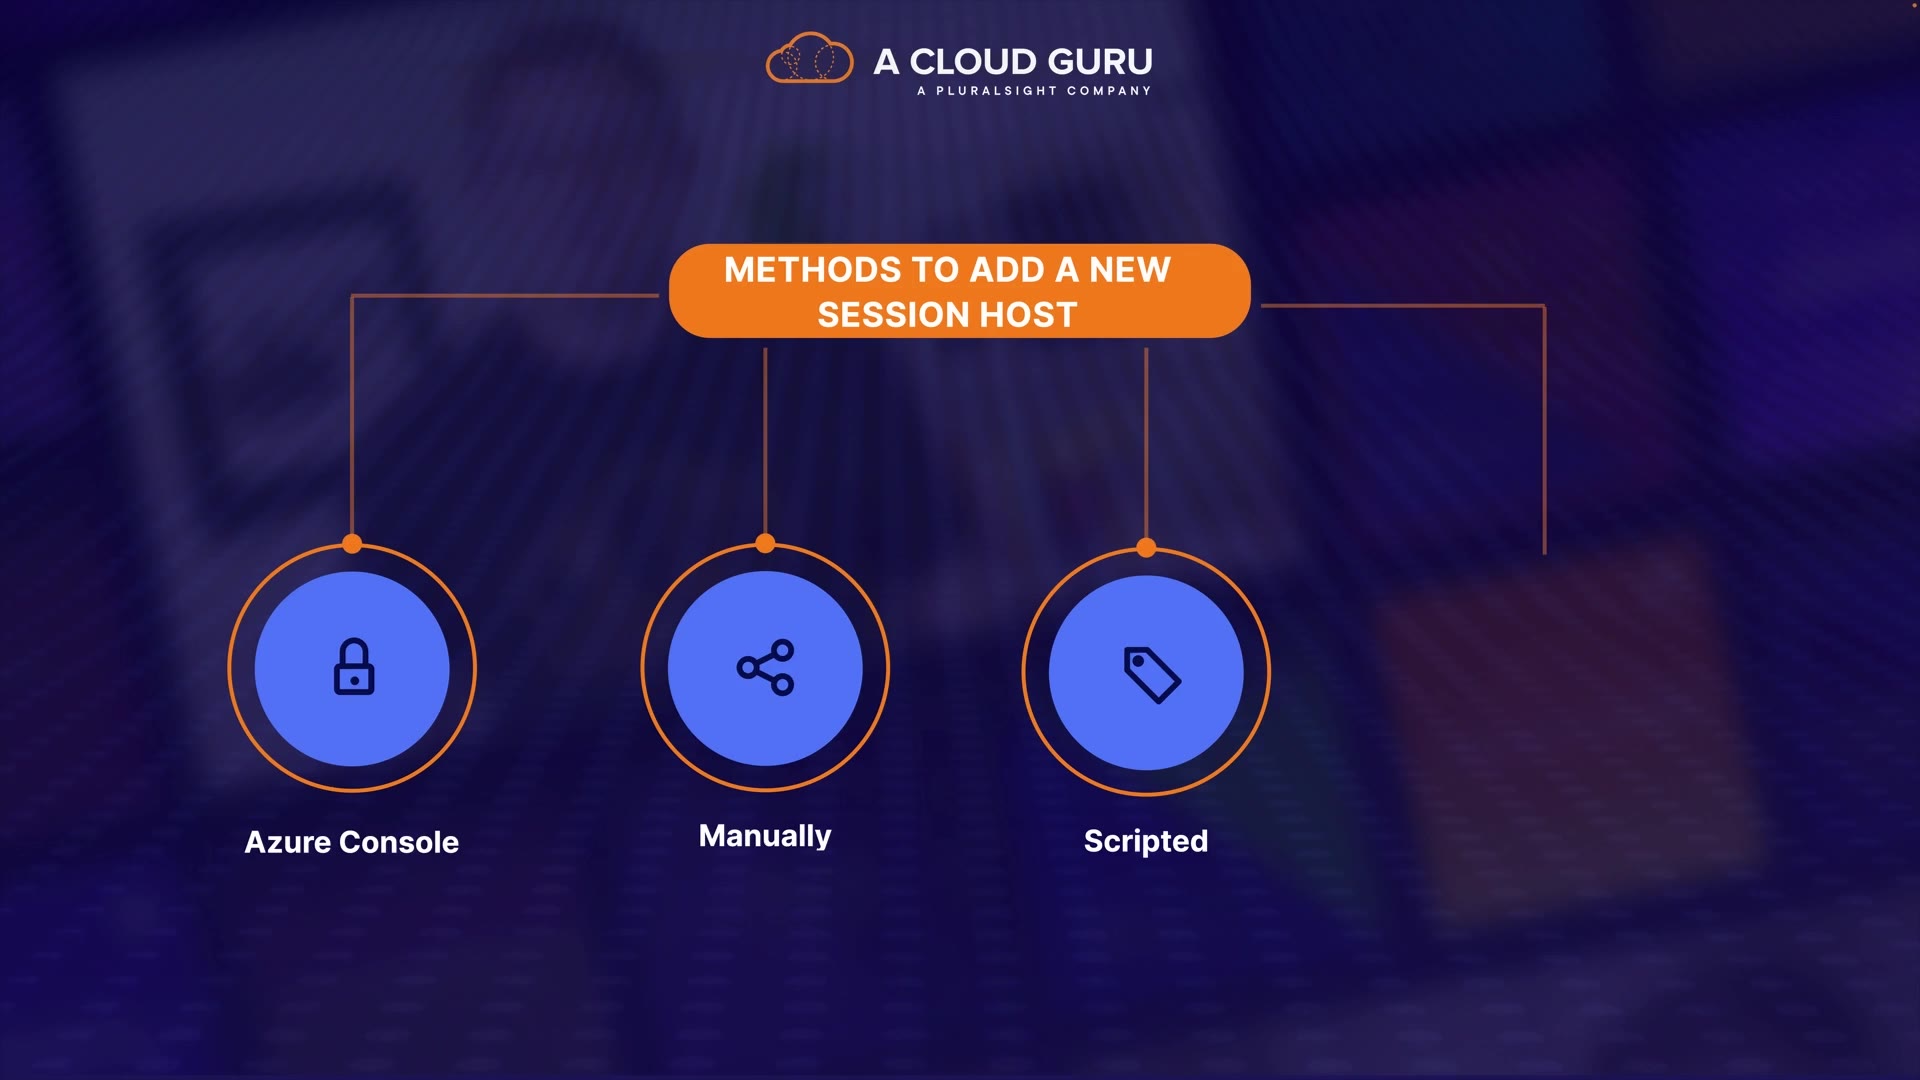 A CLOUD GURU
A PLURALSIGHT COMPANY
METHODS TO ADD A NEW
SESSION HOST
Azure Console
Manually
Scripted